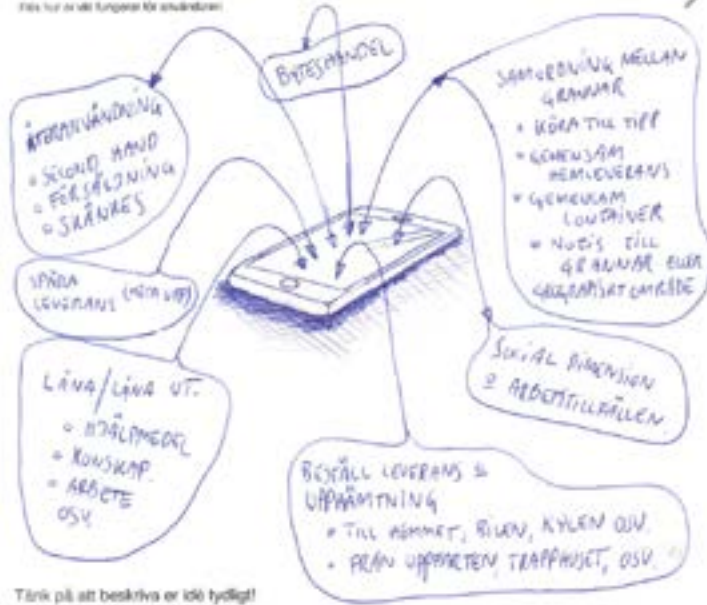 BYTESHANDEL
ÅTERANVÄNDNING
• SECOND HAND
• FÖRSÄLJNING
• SKÄNKES
SAMORDNING MELLAN
GRANNAR
• KÖRA TILL TIPP
• GEMENSAM
HEMLEVERANS
• GEMENSAM
CONTAINER
• NOTIS TILL
GRANNAR ELLER
GEOGRAFISKT OMRÅDE
SPÅRA
LEVERANS
LÅNA/LÅNA UT.
• HJÄLPMEDEL
• KUNSKAP.
• ARBETE
OSV.
SOCIAL DIMENSION
& ARBETSTILLFÄLLEN.
BESTÄLL LEVERANS &
UPPHÄMTNING
• TILL HEMMET, BILEN, KYLEN OSV.
• FRÅN UPPFARTEN, TRAPPHUSET, OSV.
Tänk på att beskriva er idé tydligt!